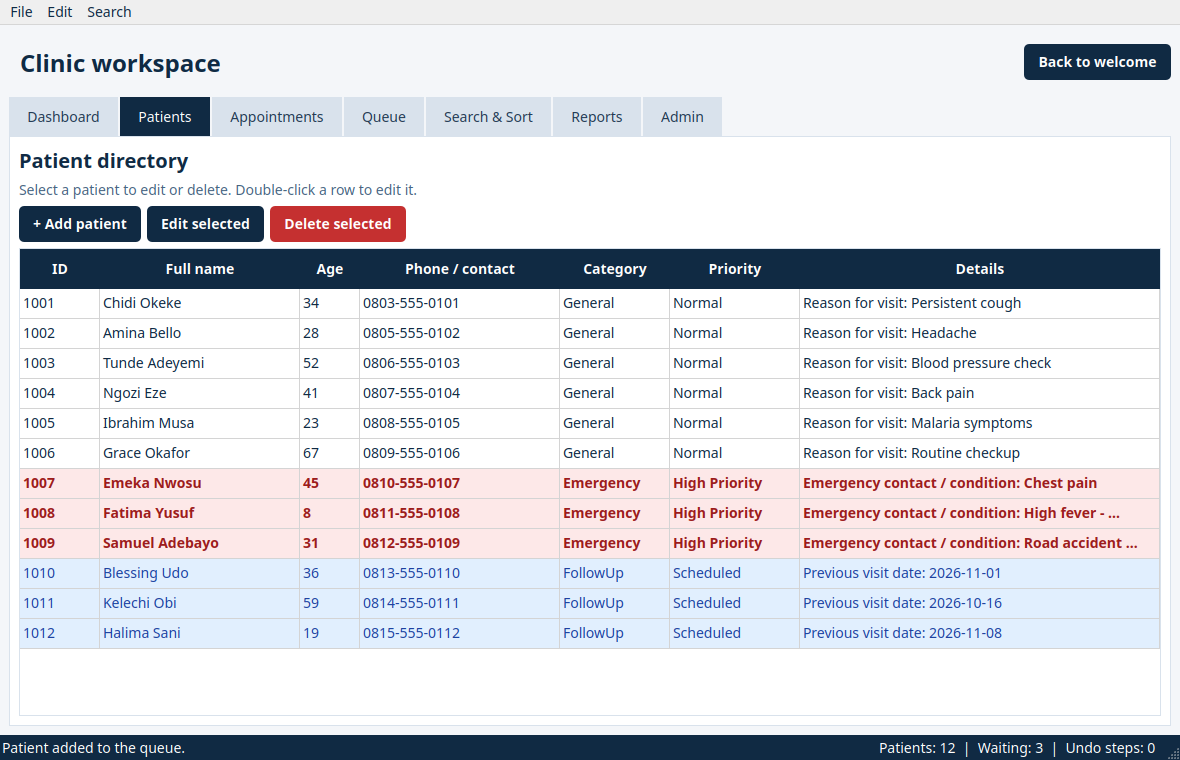 File Edit Search
Clinic workspace
Back to welcome
Dashboard Patients Appointments Queue Search & Sort Reports Admin
Patient directory
Select a patient to edit or delete. Double-click a row to edit it.
+ Add patient Edit selected Delete selected
ID Full name Age Phone / contact Category Priority Details
1001 Chidi Okeke 34 0803-555-0101 General Normal Reason for visit: Persistent cough
1002 Amina Bello 28 0805-555-0102 General Normal Reason for visit: Headache
1003 Tunde Adeyemi 52 0806-555-0103 General Normal Reason for visit: Blood pressure check
1004 Ngozi Eze 41 0807-555-0104 General Normal Reason for visit: Back pain
1005 Ibrahim Musa 23 0808-555-0105 General Normal Reason for visit: Malaria symptoms
1006 Grace Okafor 67 0809-555-0106 General Normal Reason for visit: Routine checkup
1007 Emeka Nwosu 45 0810-555-0107 Emergency High Priority Emergency contact / condition: Chest pain
1008 Fatima Yusuf 8 0811-555-0108 Emergency High Priority Emergency contact / condition: High fever - ...
1009 Samuel Adebayo 31 0812-555-0109 Emergency High Priority Emergency contact / condition: Road accident ...
1010 Blessing Udo 36 0813-555-0110 FollowUp Scheduled Previous visit date: 2026-11-01
1011 Kelechi Obi 59 0814-555-0111 FollowUp Scheduled Previous visit date: 2026-10-16
1012 Halima Sani 19 0815-555-0112 FollowUp Scheduled Previous visit date: 2026-11-08
Patient added to the queue. Patients: 12 | Waiting: 3 | Undo steps: 0